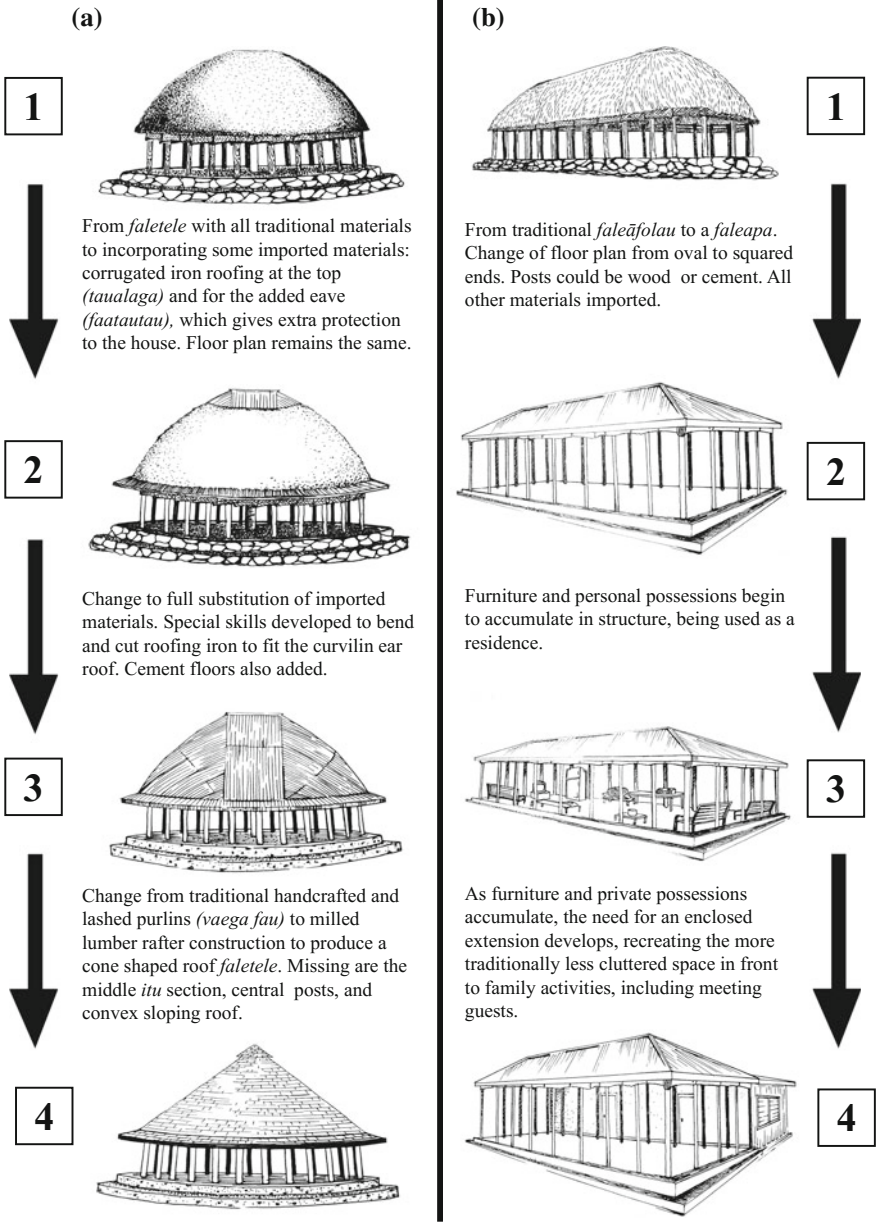 (a)
1
From faletele with all traditional materials
to incorporating some imported materials:
corrugated iron roofing at the top
(taualaga) and for the added eave
(faatautau), which gives extra protection
to the house. Floor plan remains the same.
2
Change to full substitution of imported
materials. Special skills developed to bend
and cut roofing iron to fit the curvilin ear
roof. Cement floors also added.
3
Change from traditional handcrafted and
lashed purlins (vaega fau) to milled
lumber rafter construction to produce a
cone shaped roof faletele. Missing are the
middle itu section, central posts, and
convex sloping roof.
4
(b)
1
From traditional faleāfolau to a faleapa.
Change of floor plan from oval to squared
ends. Posts could be wood or cement. All
other materials imported.
2
Furniture and personal possessions begin
to accumulate in structure, being used as a
residence.
3
As furniture and private possessions
accumulate, the need for an enclosed
extension develops, recreating the more
traditionally less cluttered space in front
to family activities, including meeting
guests.
4